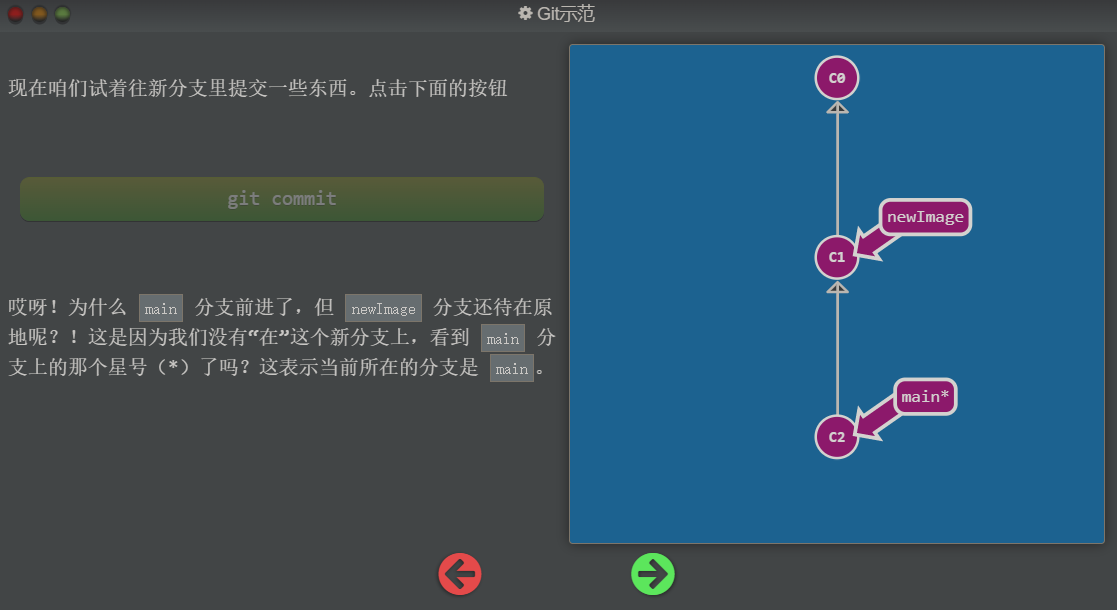 Git示范
现在咱们试着往新分支里提交一些东西。点击下面的按钮
git commit
哎呀！为什么 main 分支前进了，但 newImage 分支还待在原
地呢？！这是因为我们没有“在”这个新分支上，看到 main 分
支上的那个星号（*）了吗？这表示当前所在的分支是 main。
C0
newImage
C1
main*
C2